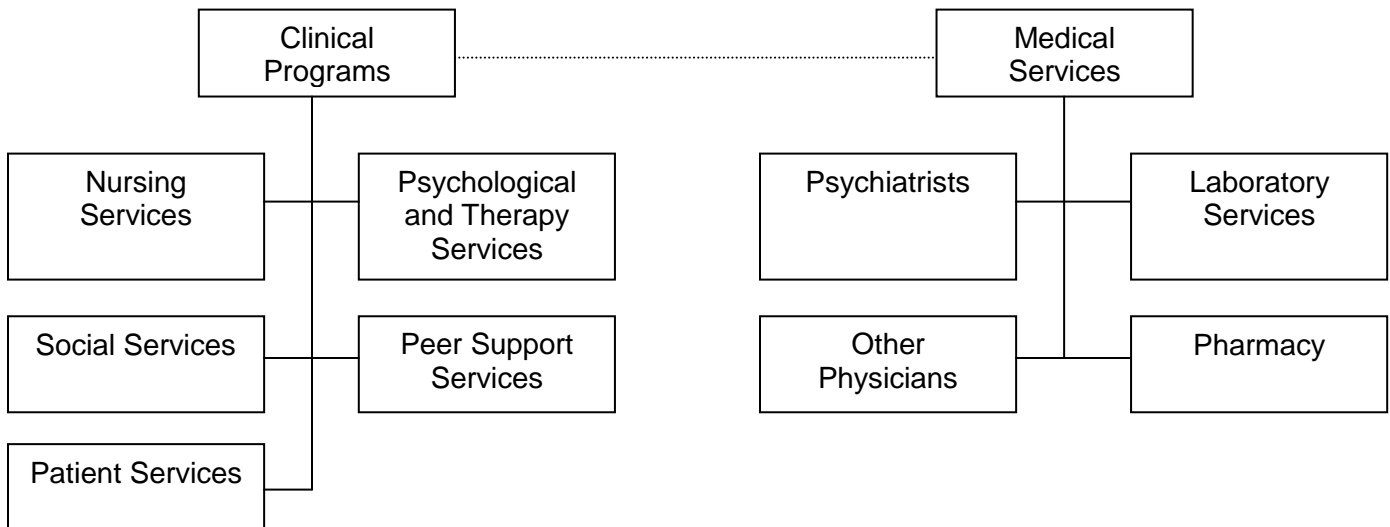 Clinical
Programs
Medical
Services
Nursing
Services
Psychological
and Therapy
Services
Psychiatrists
Laboratory
Services
Social Services
Peer Support
Services
Other
Physicians
Pharmacy
Patient Services